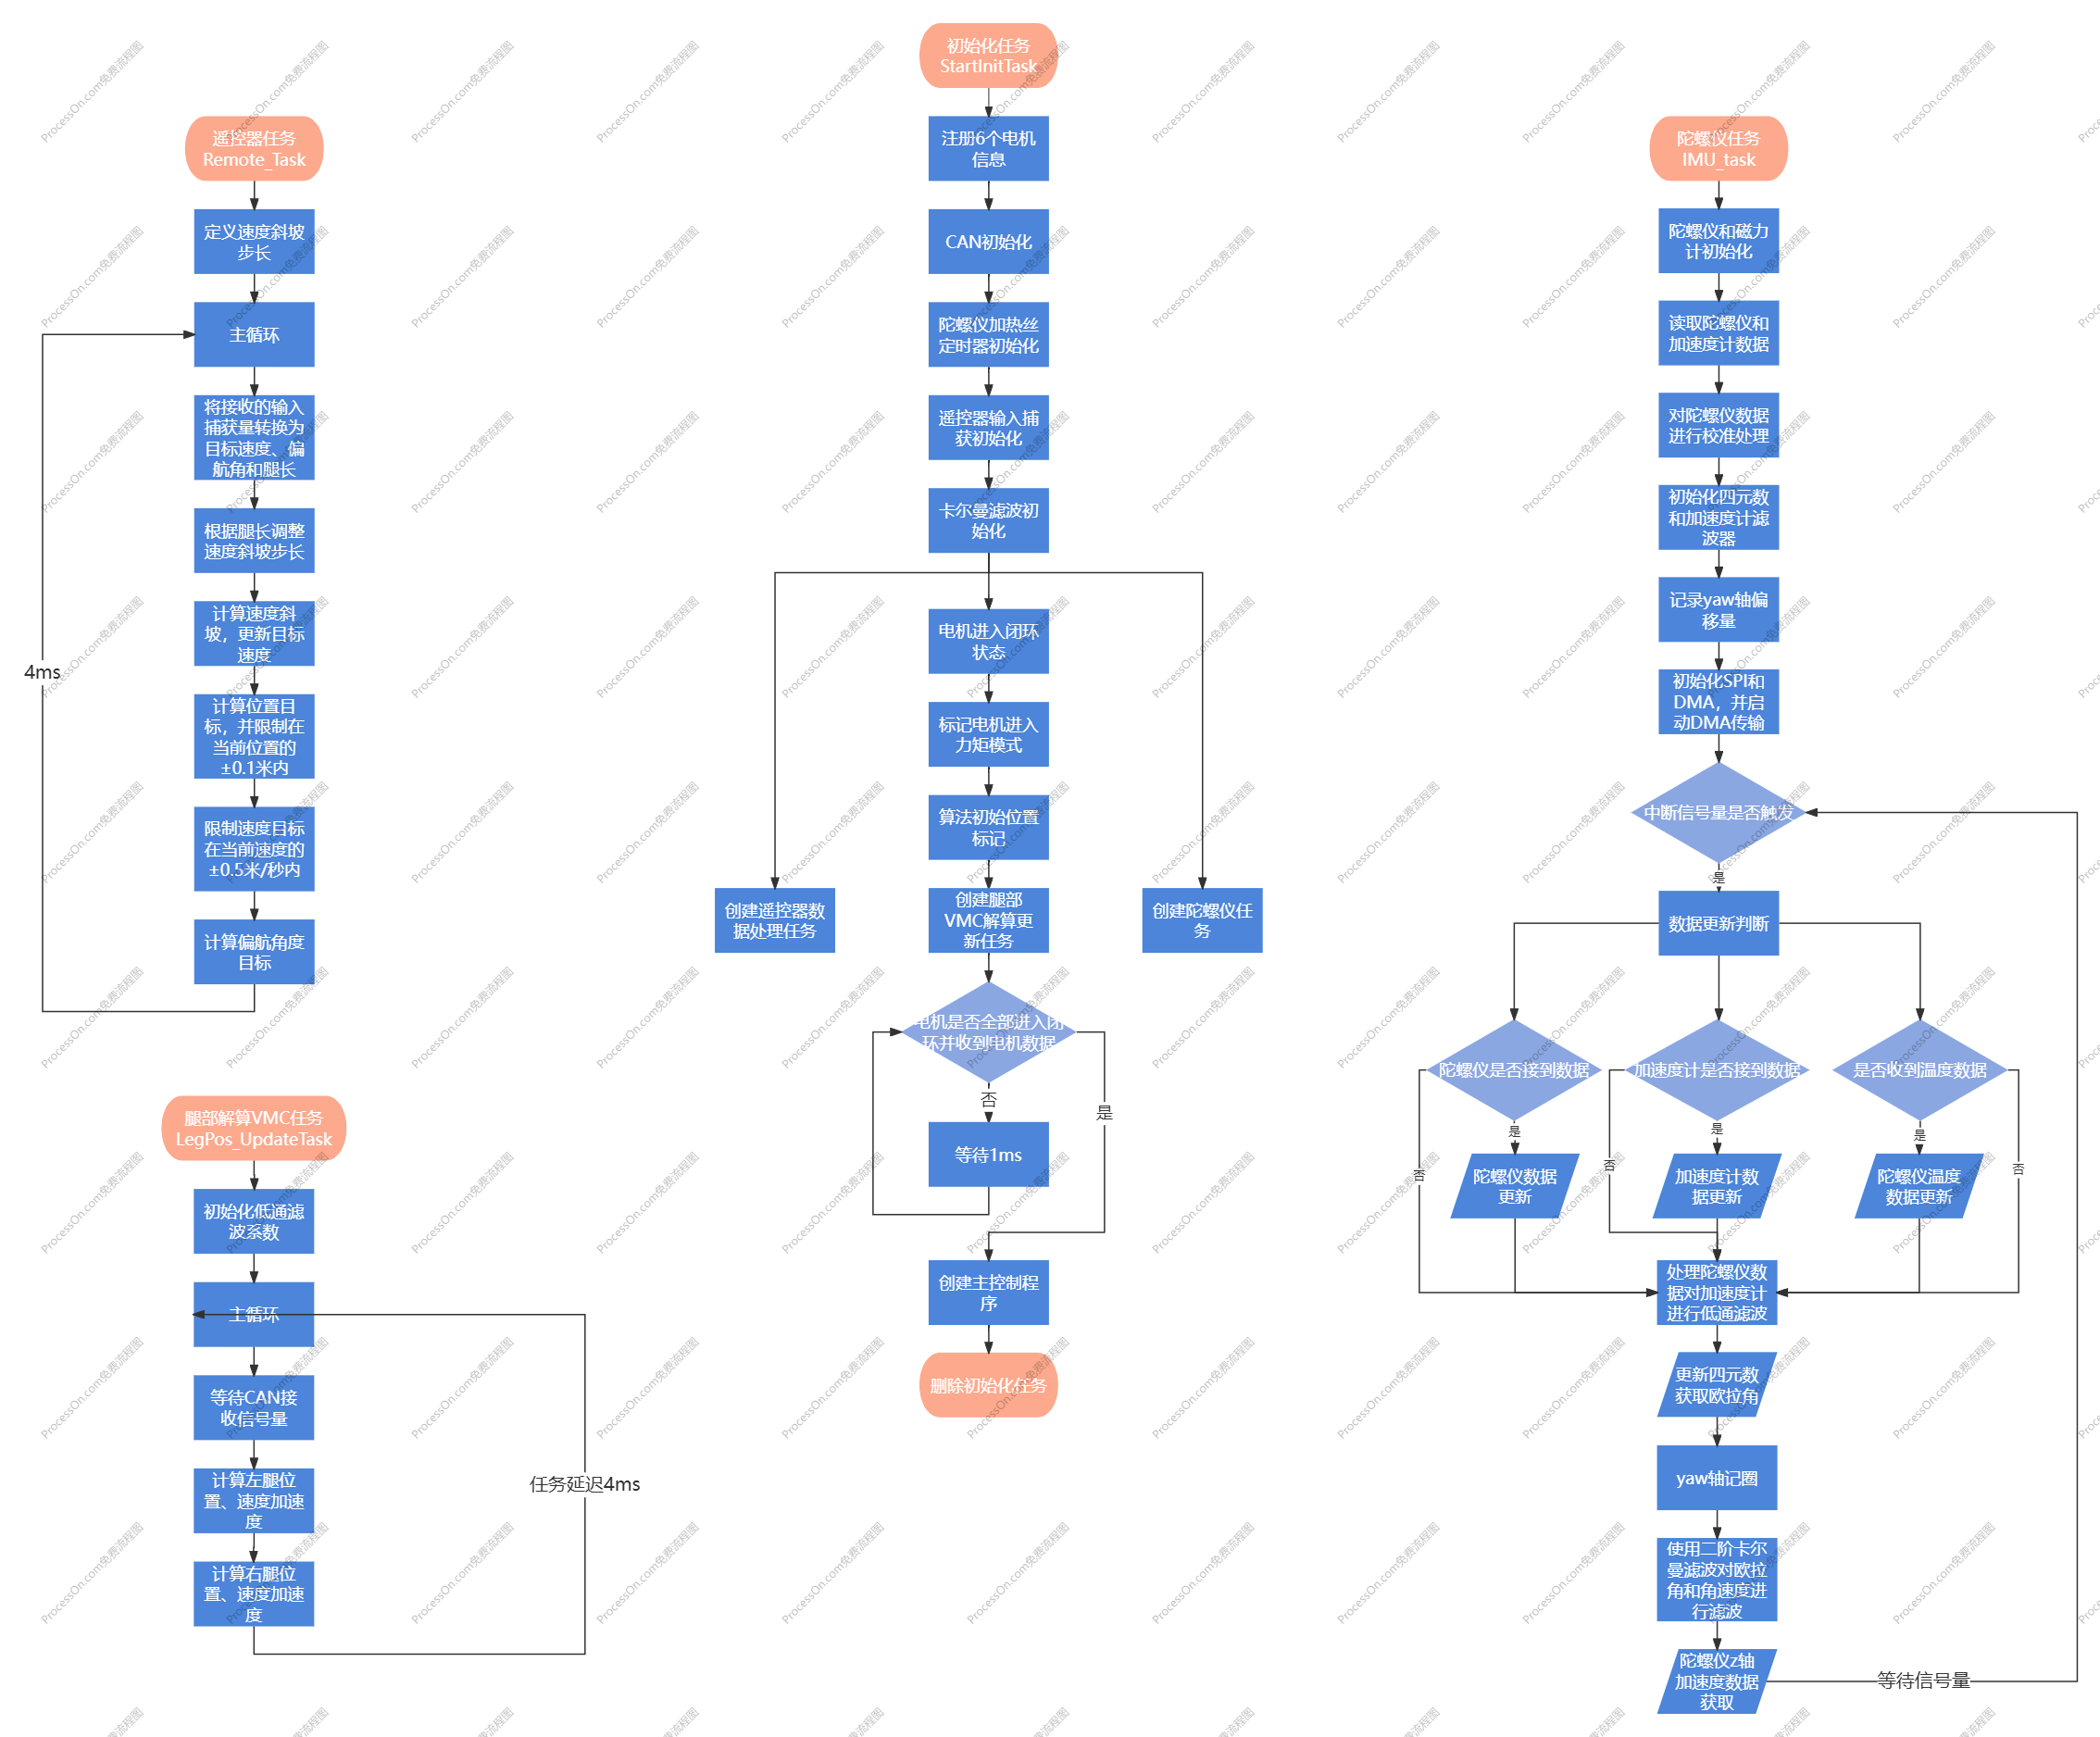 遥控器任务
Remote_Task
定义速度斜坡
步长
主循环
将接收的输入
捕获量转换为
目标速度、偏
航角和腿长
根据腿长调整
速度斜坡步长
计算速度斜
坡，更新目标
速度
计算位置目
标，并限制在
当前位置的
±0.1米内
限制速度目标
在当前速度的
±0.5米/秒内
计算偏航角度
目标
4ms
腿部解算VMC任务
LegPos_UpdateTask
初始化低通滤
波系数
主循环
等待CAN接
收信号量
计算左腿位
置、速度加速
度
计算右腿位
置、速度加速
度
任务延迟4ms
初始化任务
StartInitTask
注册6个电机
信息
CAN初始化
陀螺仪加热丝
定时器初始化
遥控器输入捕
获初始化
卡尔曼滤波初
始化
电机进入闭环
状态
标记电机进入
力矩模式
算法初始位置
标记
创建遥控器数
据处理任务
创建腿部
VMC解算更
新任务
创建陀螺仪任
务
电机是否全部进入闭
环并收到电机数据
否
是
等待1ms
创建主控制程
序
删除初始化任务
陀螺仪任务
IMU_task
陀螺仪和磁力
计初始化
读取陀螺仪和
加速度计数据
对陀螺仪数据
进行校准处理
初始化四元数
和加速度计滤
波器
记录yaw轴偏
移量
初始化SPI和
DMA，并启
动DMA传输
中断信号量是否触发
是
数据更新判断
陀螺仪是否接到数据
加速度计是否接到数据
是否收到温度数据
是
是
是
否
否
否
陀螺仪数据
更新
加速度计数
据更新
陀螺仪温度
数据更新
处理陀螺仪数
据对加速度计
进行低通滤波
更新四元数
获取欧拉角
yaw轴记圈
使用二阶卡尔
曼滤波对欧拉
角和角速度进
行滤波
陀螺仪z轴
加速度数据
获取
等待信号量
ProcessOn.com免费流程图